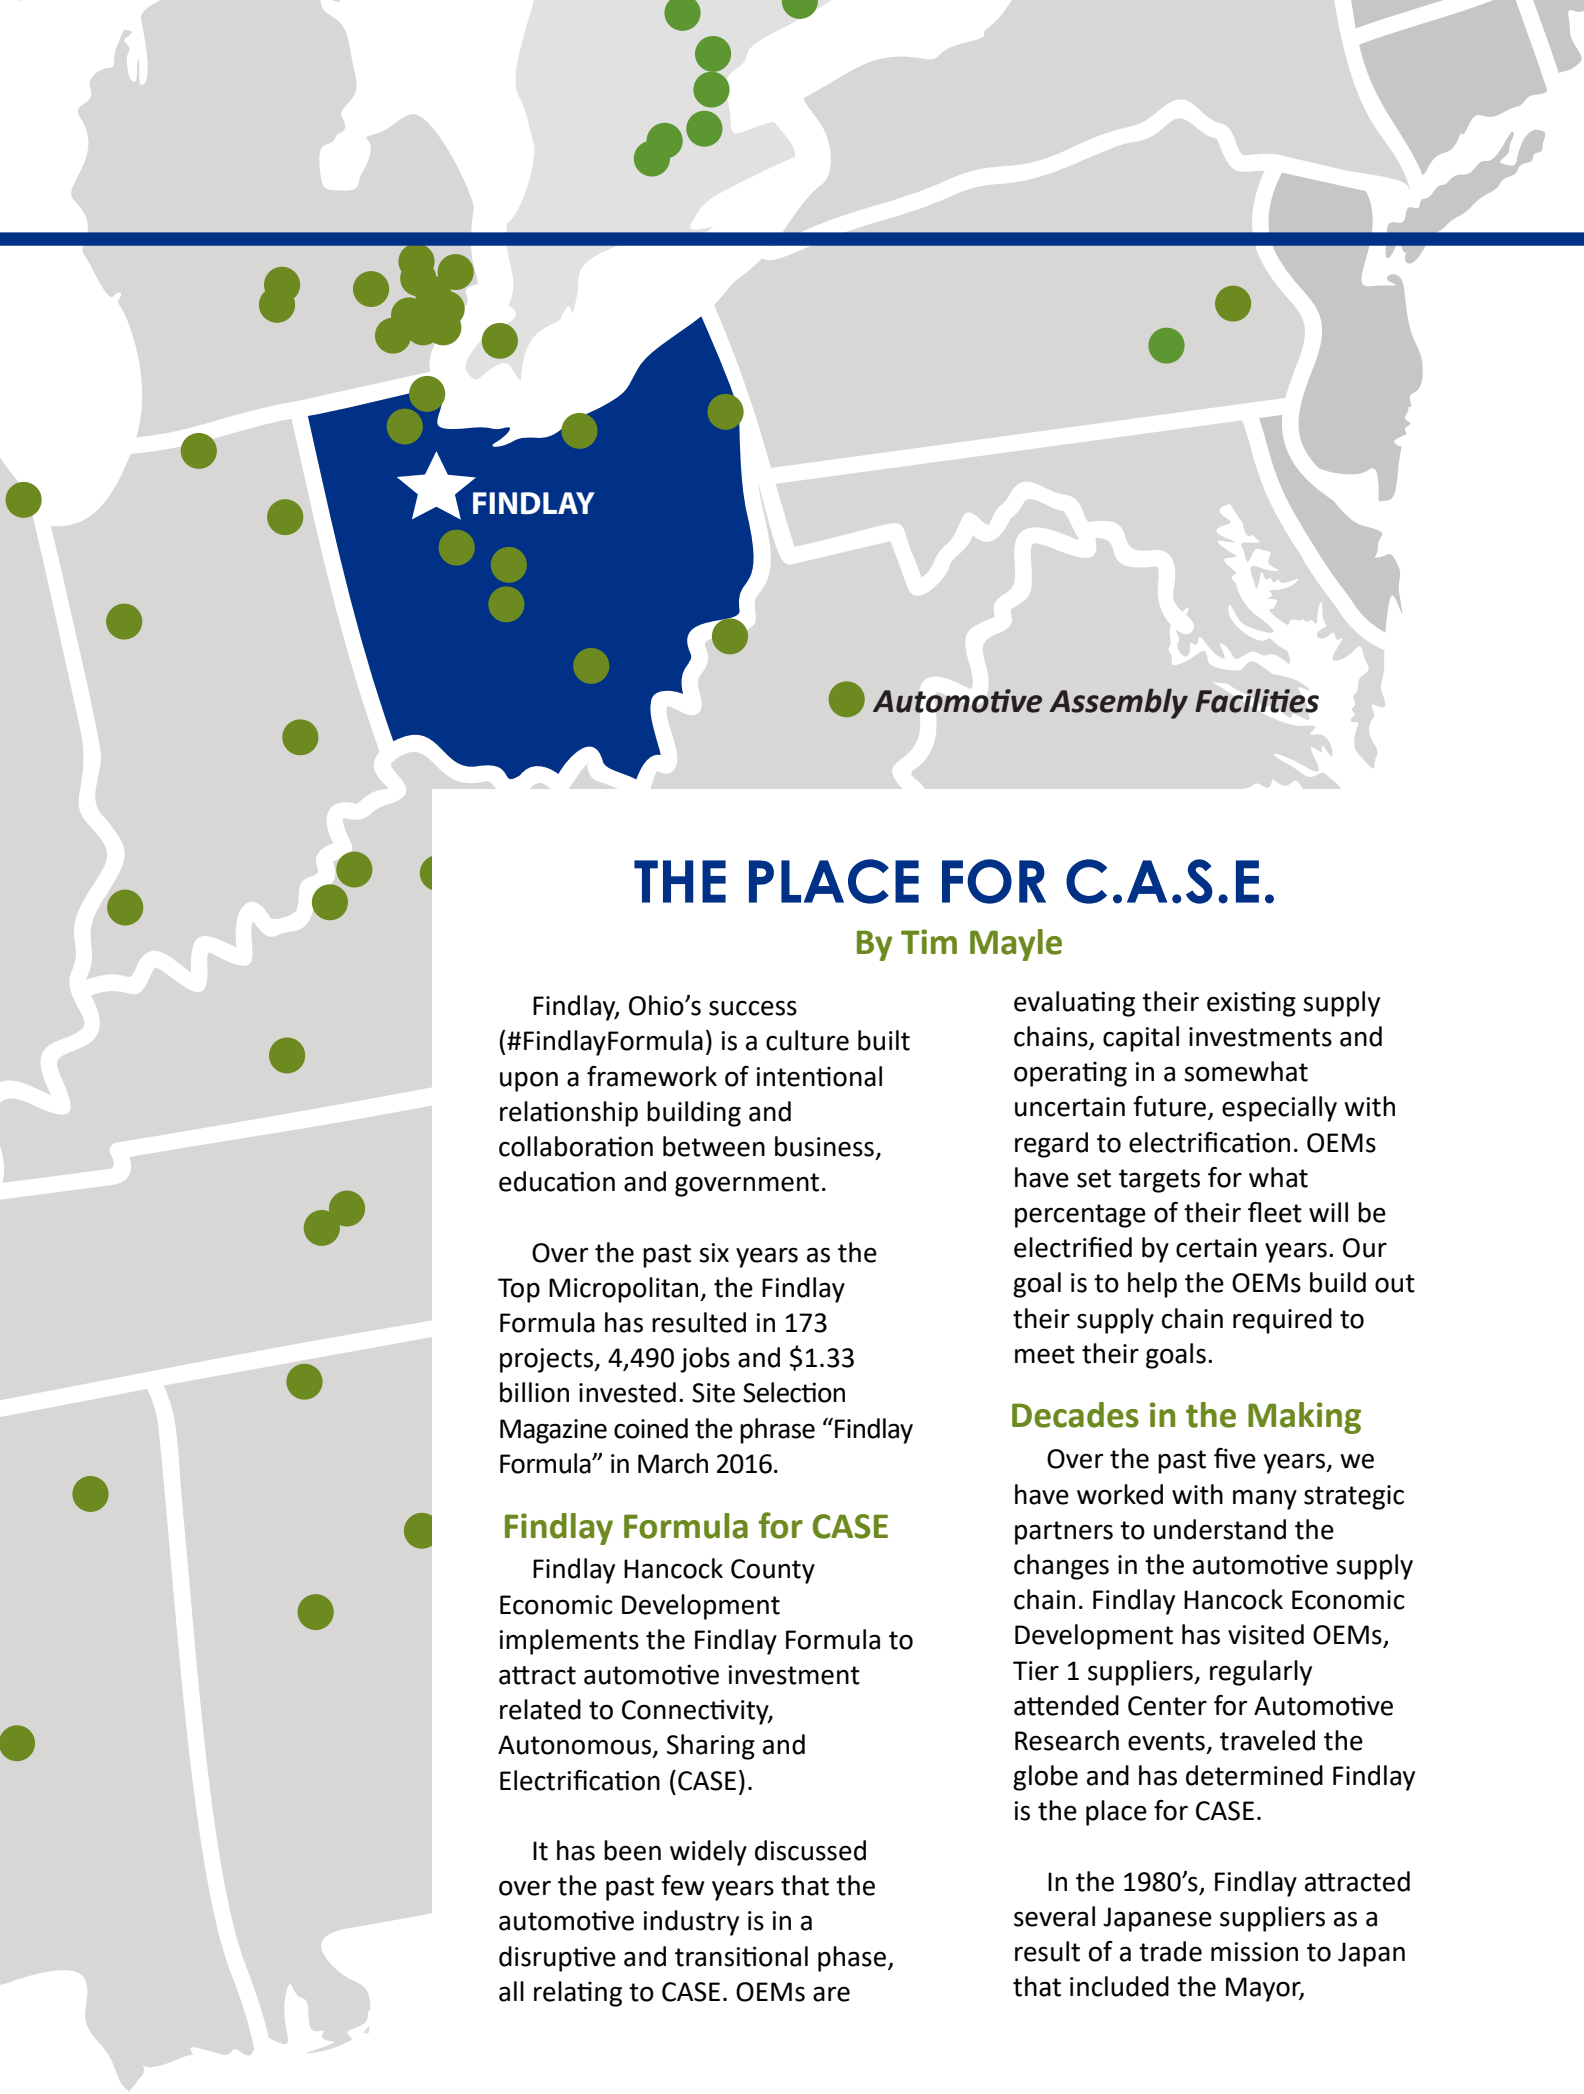 FINDLAY
Automotive Assembly Facilities
THE PLACE FOR C.A.S.E.
By Tim Mayle
Findlay, Ohio’s success
(#FindlayFormula) is a culture built
upon a framework of intentional
relationship building and
collaboration between business,
education and government.
Over the past six years as the
Top Micropolitan, the Findlay
Formula has resulted in 173
projects, 4,490 jobs and $1.33
billion invested. Site Selection
Magazine coined the phrase “Findlay
Formula” in March 2016.
Findlay Formula for CASE
Findlay Hancock County
Economic Development
implements the Findlay Formula to
attract automotive investment
related to Connectivity,
Autonomous, Sharing and
Electrification (CASE).
It has been widely discussed
over the past few years that the
automotive industry is in a
disruptive and transitional phase,
all relating to CASE. OEMs are
evaluating their existing supply
chains, capital investments and
operating in a somewhat
uncertain future, especially with
regard to electrification. OEMs
have set targets for what
percentage of their fleet will be
electrified by certain years. Our
goal is to help the OEMs build out
their supply chain required to
meet their goals.
Decades in the Making
Over the past five years, we
have worked with many strategic
partners to understand the
changes in the automotive supply
chain. Findlay Hancock Economic
Development has visited OEMs,
Tier 1 suppliers, regularly
attended Center for Automotive
Research events, traveled the
globe and has determined Findlay
is the place for CASE.
In the 1980’s, Findlay attracted
several Japanese suppliers as a
result of a trade mission to Japan
that included the Mayor,